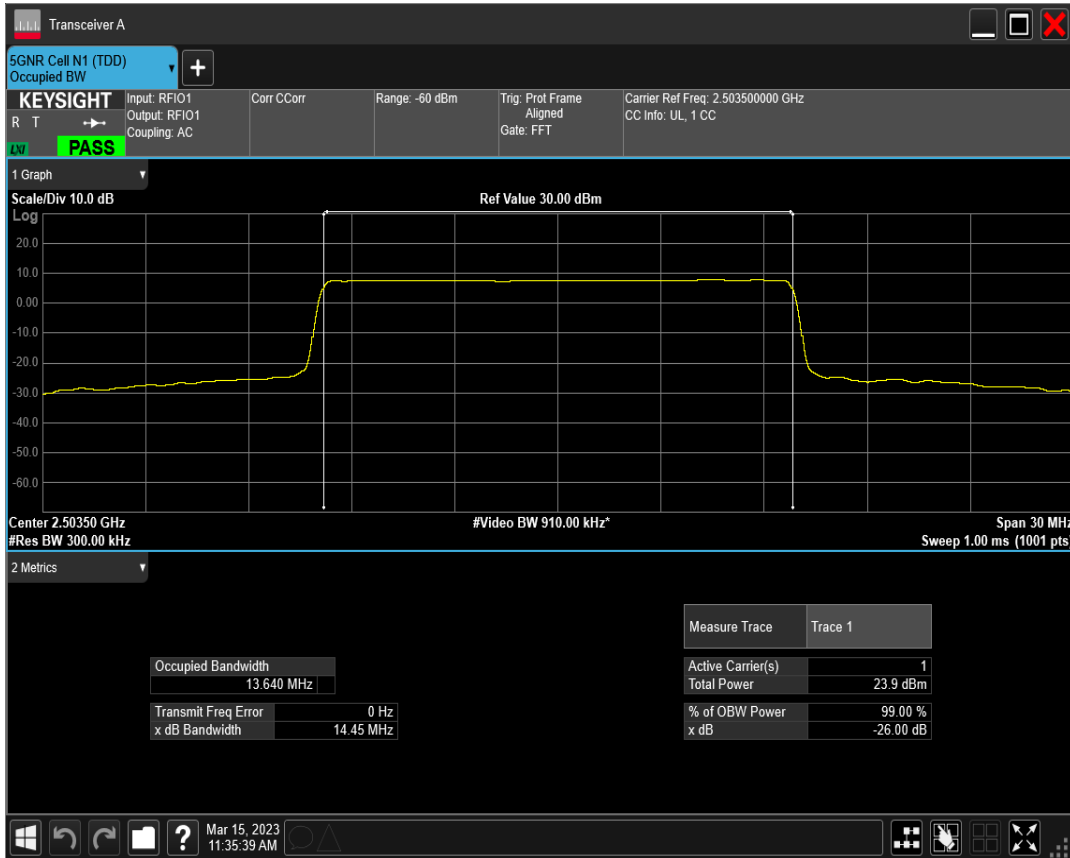 Transceiver A
5GNR Cell N1 (TDD)
Occupied BW
+
KEYSIGHT
R T
LXI
PASS
Input: RFIO1
Output: RFIO1
Coupling: AC
Corr CCorr
Range: -60 dBm
Trig: Prot Frame
Aligned
Gate: FFT
Carrier Ref Freq: 2.503500000 GHz
CC Info: UL, 1 CC
1 Graph
Scale/Div 10.0 dB
Ref Value 30.00 dBm
Log
20.0
10.0
0.00
-10.0
-20.0
-30.0
-40.0
-50.0
-60.0
Center 2.50350 GHz
#Video BW 910.00 kHz*
Span 30 MHz
#Res BW 300.00 kHz
Sweep 1.00 ms (1001 pts)
2 Metrics
Measure Trace Trace 1
Occupied Bandwidth
13.640 MHz
Active Carrier(s) 1
Total Power 23.9 dBm
Transmit Freq Error 0 Hz
x dB Bandwidth 14.45 MHz
% of OBW Power 99.00 %
x dB -26.00 dB
?
Mar 15, 2023
11:35:39 AM